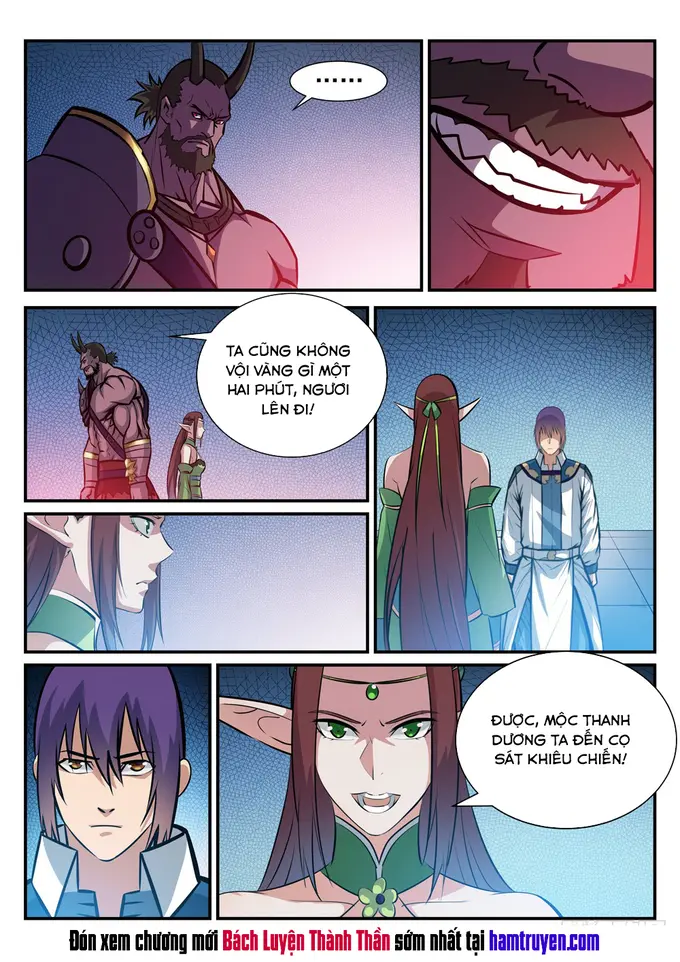 ......
TA CŨNG KHÔNG
VỘI VÀNG GÌ MỘT
HAI PHÚT, NGƯƠI
LÊN ĐI!
ĐƯỢC, MỘC THANH
DƯƠNG TA ĐẾN CỌ
SÁT KHIÊU CHIẾN!
Đón xem chương mới Bách Luyện Thành Thần sớm nhất tại hamtruyen.com